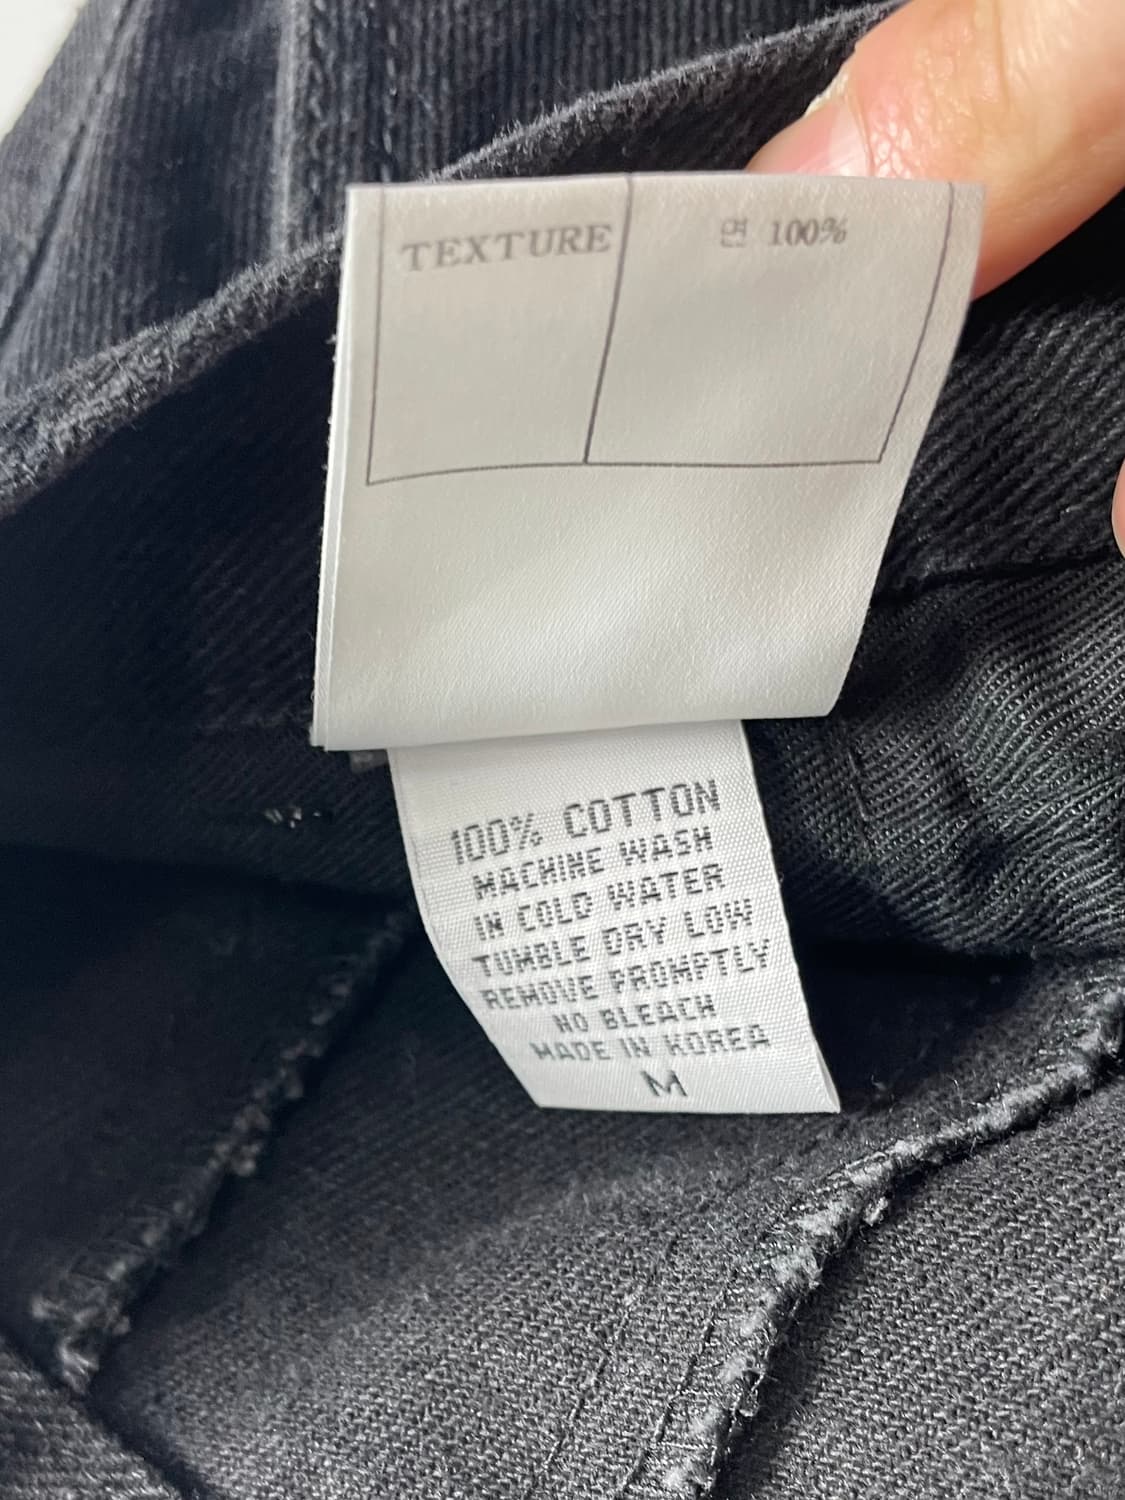 TEXTURE 면 100%
100% COTTON
MACHINE WASH
IN COLD WATER
TUMBLE DRY LOW
REMOVE PROMPTLY
NO BLEACH
MADE IN KOREA
M